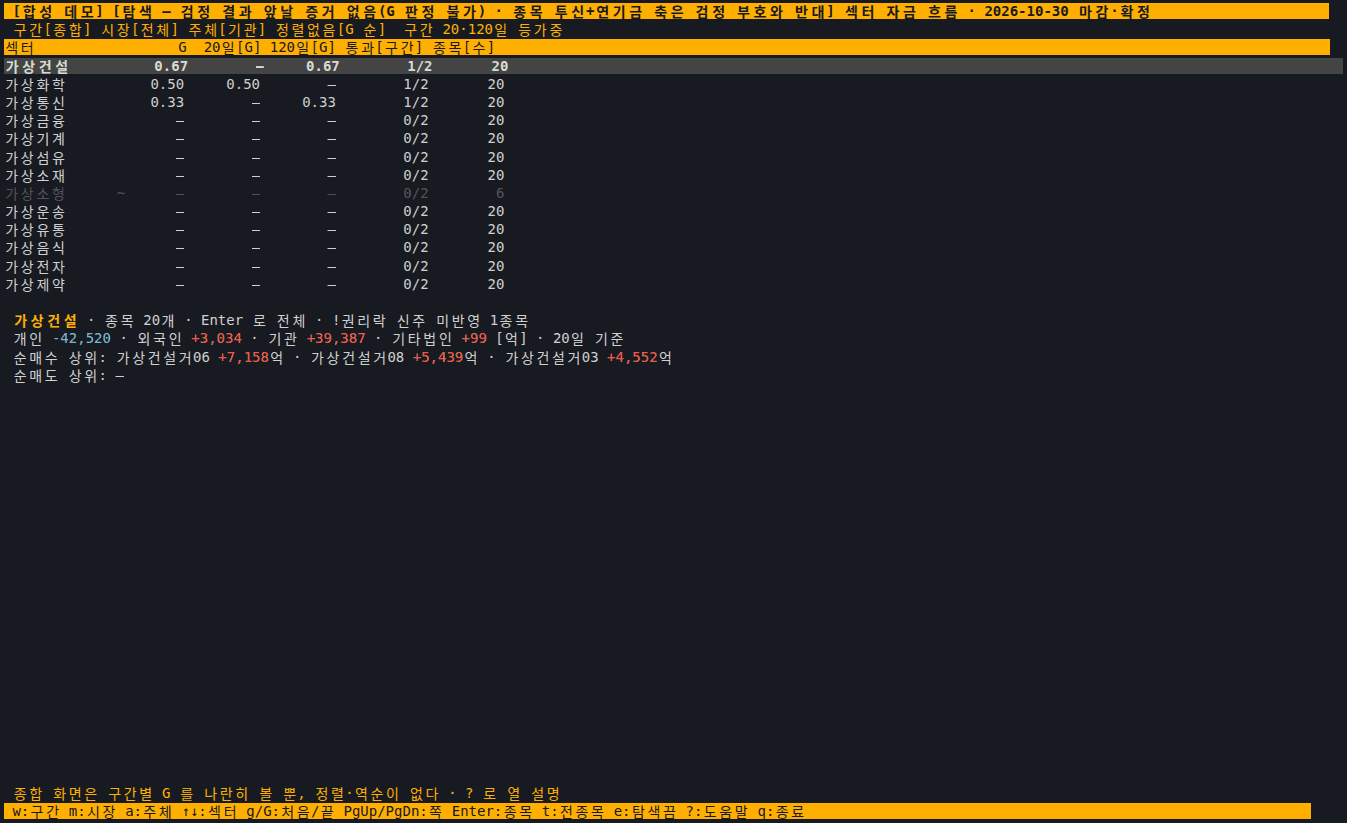 [합성 데모] [탐색 — 검정 결과 앞날 증거 없음(G 판정 불가) · 종목 투신+연기금 축은 검정 부호와 반대] 섹터 자금 흐름 · 2026-10-30 마감·확정
구간[종합] 시장[전체] 주체[기관] 정렬없음[G 순]  구간 20·120일 등가중
섹터 G 20일[G] 120일[G] 통과[구간] 종목[수]
가상건설 0.67 — 0.67 1/2 20
가상화학 0.50 0.50 — 1/2 20
가상통신 0.33 — 0.33 1/2 20
가상금융 — — — 0/2 20
가상기계 — — — 0/2 20
가상섬유 — — — 0/2 20
가상소재 — — — 0/2 20
가상소형 ~ — — — 0/2 6
가상운송 — — — 0/2 20
가상유통 — — — 0/2 20
가상음식 — — — 0/2 20
가상전자 — — — 0/2 20
가상제약 — — — 0/2 20
가상건설 · 종목 20개 · Enter 로 전체 · !권리락 신주 미반영 1종목
개인 -42,520 · 외국인 +3,034 · 기관 +39,387 · 기타법인 +99 [억] · 20일 기준
순매수 상위: 가상건설거06 +7,158억 · 가상건설거08 +5,439억 · 가상건설거03 +4,552억
순매도 상위: —
종합 화면은 구간별 G 를 나란히 볼 뿐, 정렬·역순이 없다 · ? 로 열 설명
w:구간 m:시장 a:주체 ↑↓:섹터 g/G:처음/끝 PgUp/PgDn:쪽 Enter:종목 t:전종목 e:탐색끔 ?:도움말 q:종료